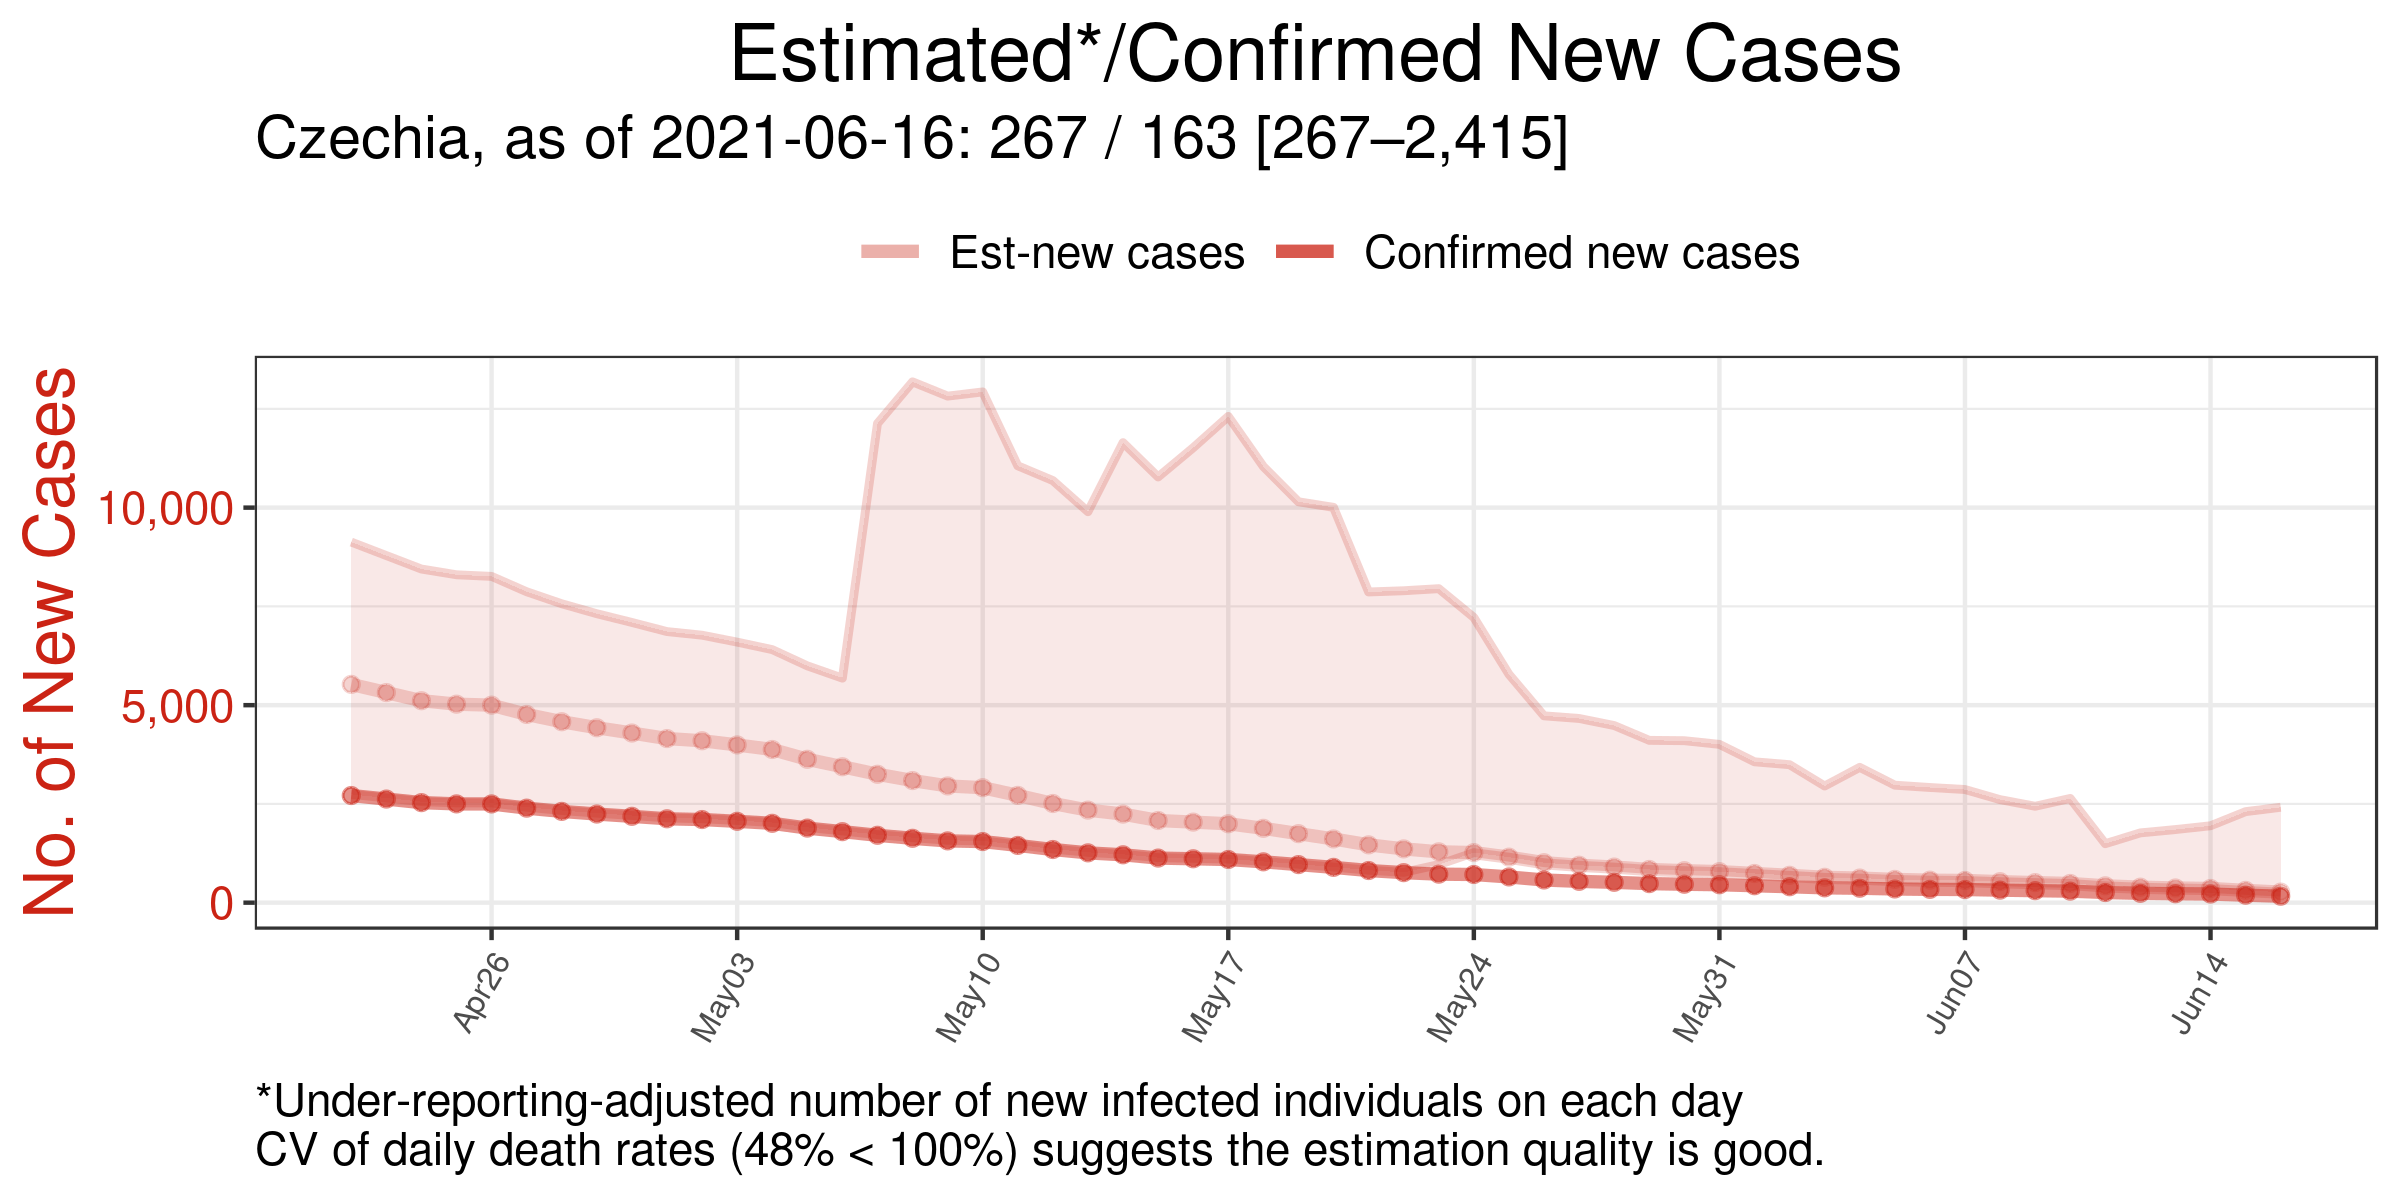 Estimated*/Confirmed New Cases
Czechia, as of 2021-06-16: 267 / 163 [267–2,415]
Est-new cases
Confirmed new cases
No. of New Cases
10,000
5,000
0
Apr26
May03
May10
May17
May24
May31
Jun07
Jun14
*Under-reporting-adjusted number of new infected individuals on each day
CV of daily death rates (48% < 100%) suggests the estimation quality is good.